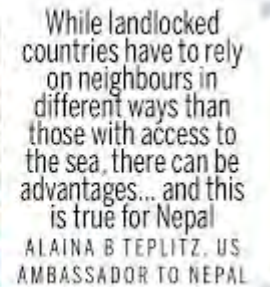 While landlocked
countries have to rely
on neighbours in
different ways than
those with access to
the sea, there can be
advantages... and this
is true for Nepal
ALAINA B TEPLITZ, US
AMBASSADOR TO NEPAL